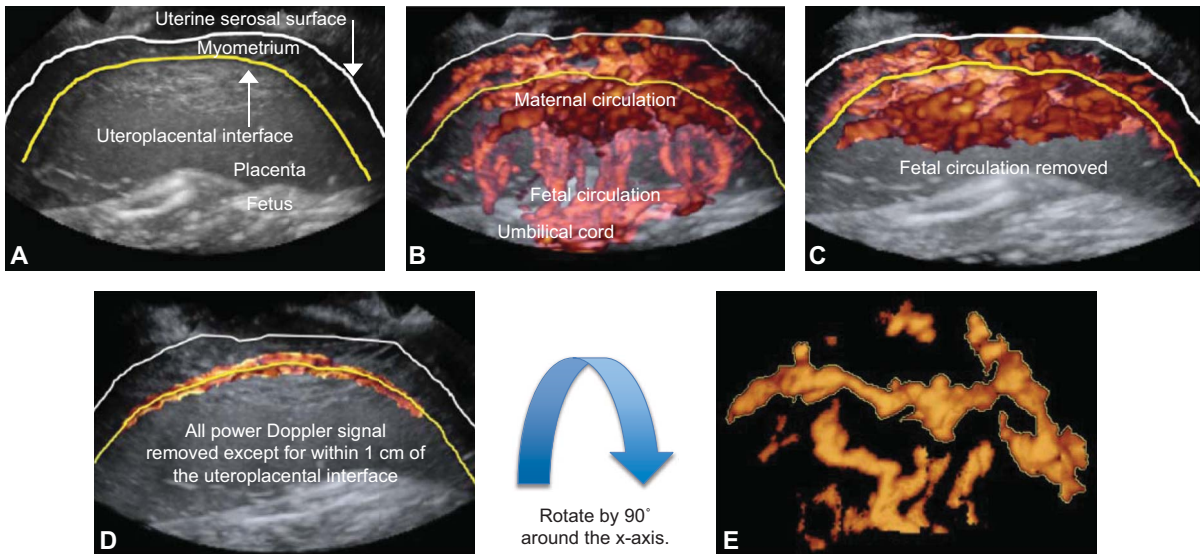 Uterine serosal surface
Myometrium
Uteroplacental interface
Placenta
Fetus
A
Maternal circulation
Fetal circulation
Umbilical cord
B
Fetal circulation removed
C
All power Doppler signal
removed except for within 1 cm of
the uteroplacental interface
D
Rotate by 90˚
around the x-axis.
E